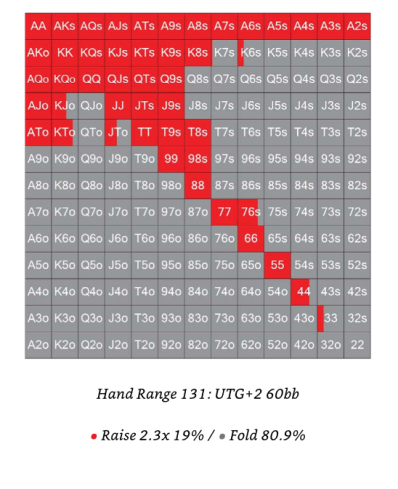 AA AKs AQs AJs ATs A9s A8s A7s A6s A5s A4s A3s A2s
AKo KK KQs KJs KTs K9s K8s K7s K6s K5s K4s K3s K2s
AQo KQo QQ QJs QTs Q9s Q8s Q7s Q6s Q5s Q4s Q3s Q2s
AJo KJo QJo JJ JTs J9s J8s J7s J6s J5s J4s J3s J2s
ATo KTo QTo JTo TT T9s T8s T7s T6s T5s T4s T3s T2s
A9o K9o Q9o J9o T9o 99 98s 97s 96s 95s 94s 93s 92s
A8o K8o Q8o J8o T8o 98o 88 87s 86s 85s 84s 83s 82s
A7o K7o Q7o J7o T7o 97o 87o 77 76s 75s 74s 73s 72s
A6o K6o Q6o J6o T6o 96o 86o 76o 66 65s 64s 63s 62s
A5o K5o Q5o J5o T5o 95o 85o 75o 65o 55 54s 53s 52s
A4o K4o Q4o J4o T4o 94o 84o 74o 64o 54o 44 43s 42s
A3o K3o Q3o J3o T3o 93o 83o 73o 63o 53o 43o 33 32s
A2o K2o Q2o J2o T2o 92o 82o 72o 62o 52o 42o 32o 22
Hand Range 131: UTG+2 60bb
• Raise 2.3x 19% / • Fold 80.9%